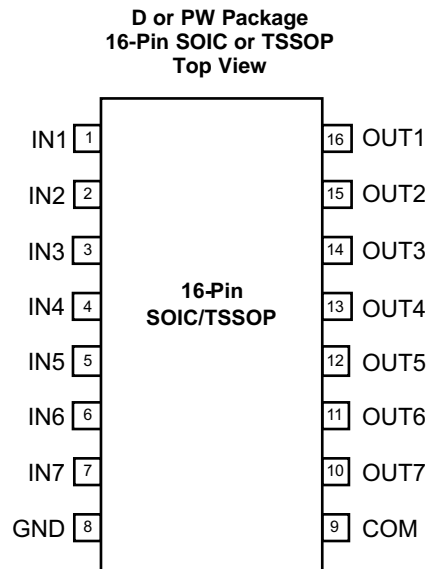 D or PW Package
16-Pin SOIC or TSSOP
Top View
IN1 1 16 OUT1
IN2 2 15 OUT2
IN3 3 14 OUT3
IN4 4 13 OUT4
16-Pin
SOIC/TSSOP
IN5 5 12 OUT5
IN6 6 11 OUT6
IN7 7 10 OUT7
GND 8 9 COM